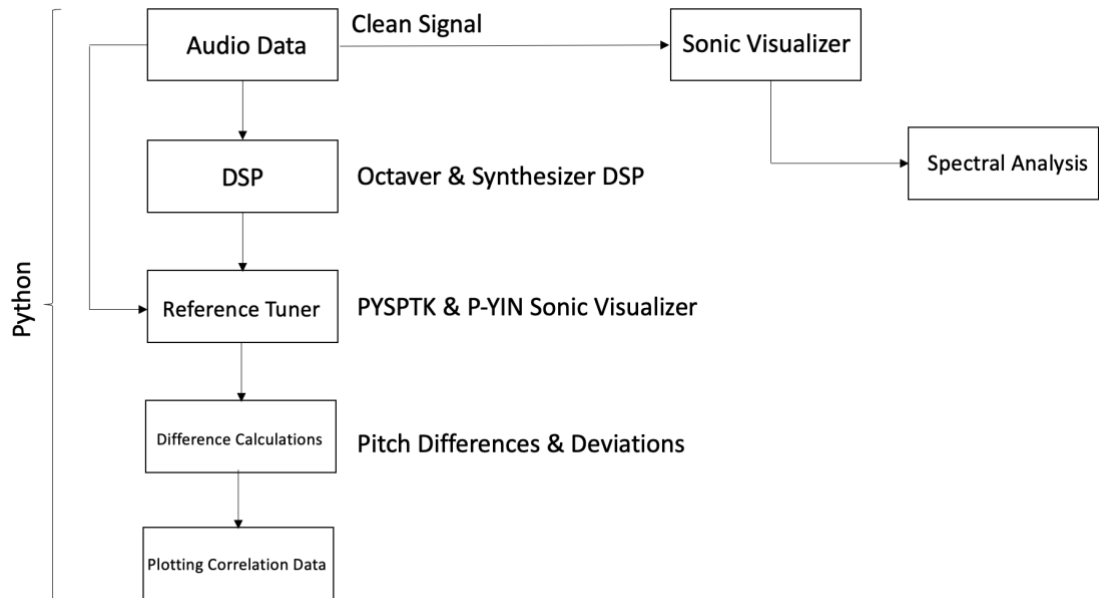 Clean Signal
Audio Data
Sonic Visualizer
Spectral Analysis
DSP
Octaver & Synthesizer DSP
Python
Reference Tuner
PYSPTK & P-YIN Sonic Visualizer
Difference Calculations
Pitch Differences & Deviations
Plotting Correlation Data